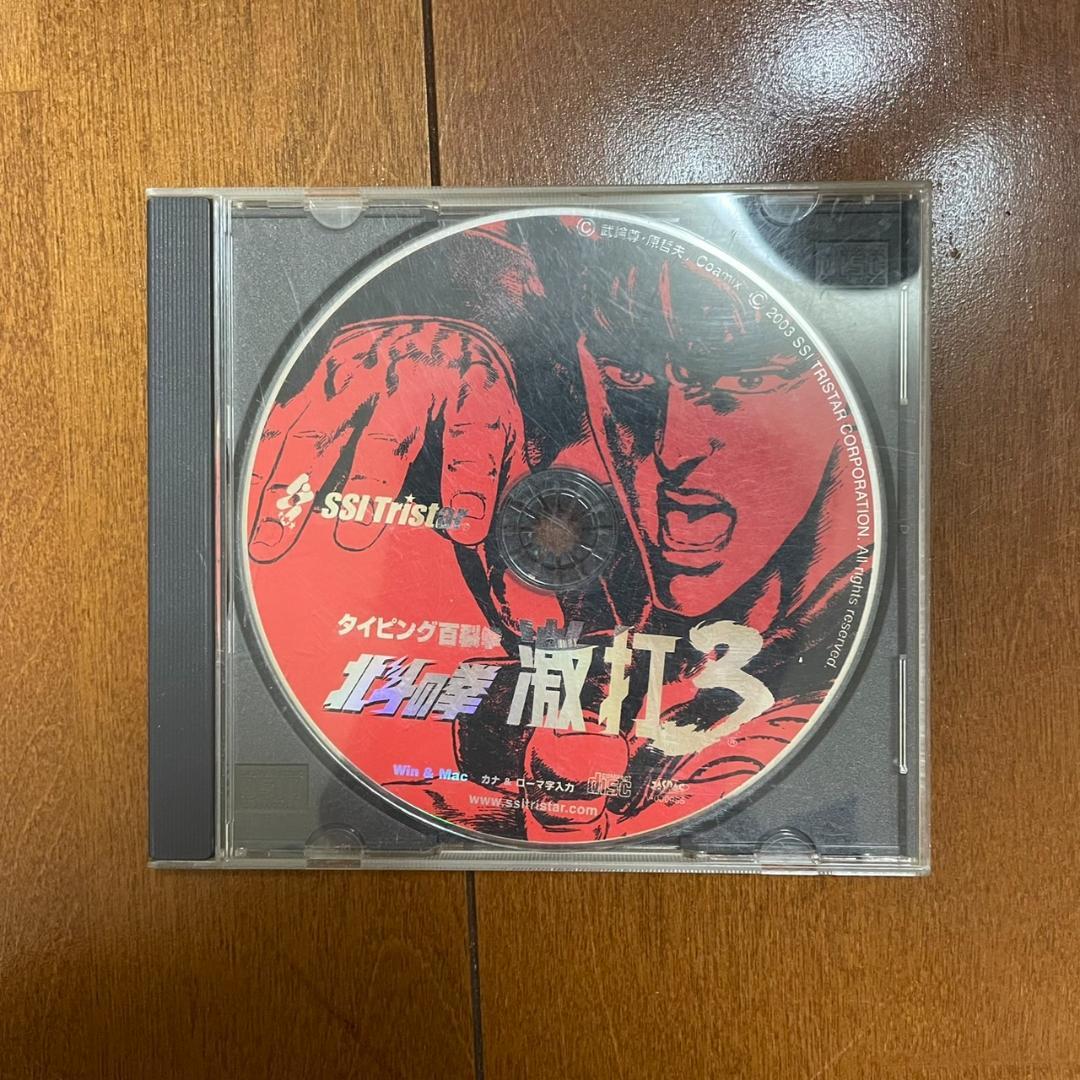 © 武論尊・原哲夫, Coamix © 2003 SSI TRISTAR CORPORATION. All rights reserved.
SSI Tristar
タイピング百裂拳
北斗の拳 激打3
Win & Mac カナ & ローマ字入力
www.ssitristar.com